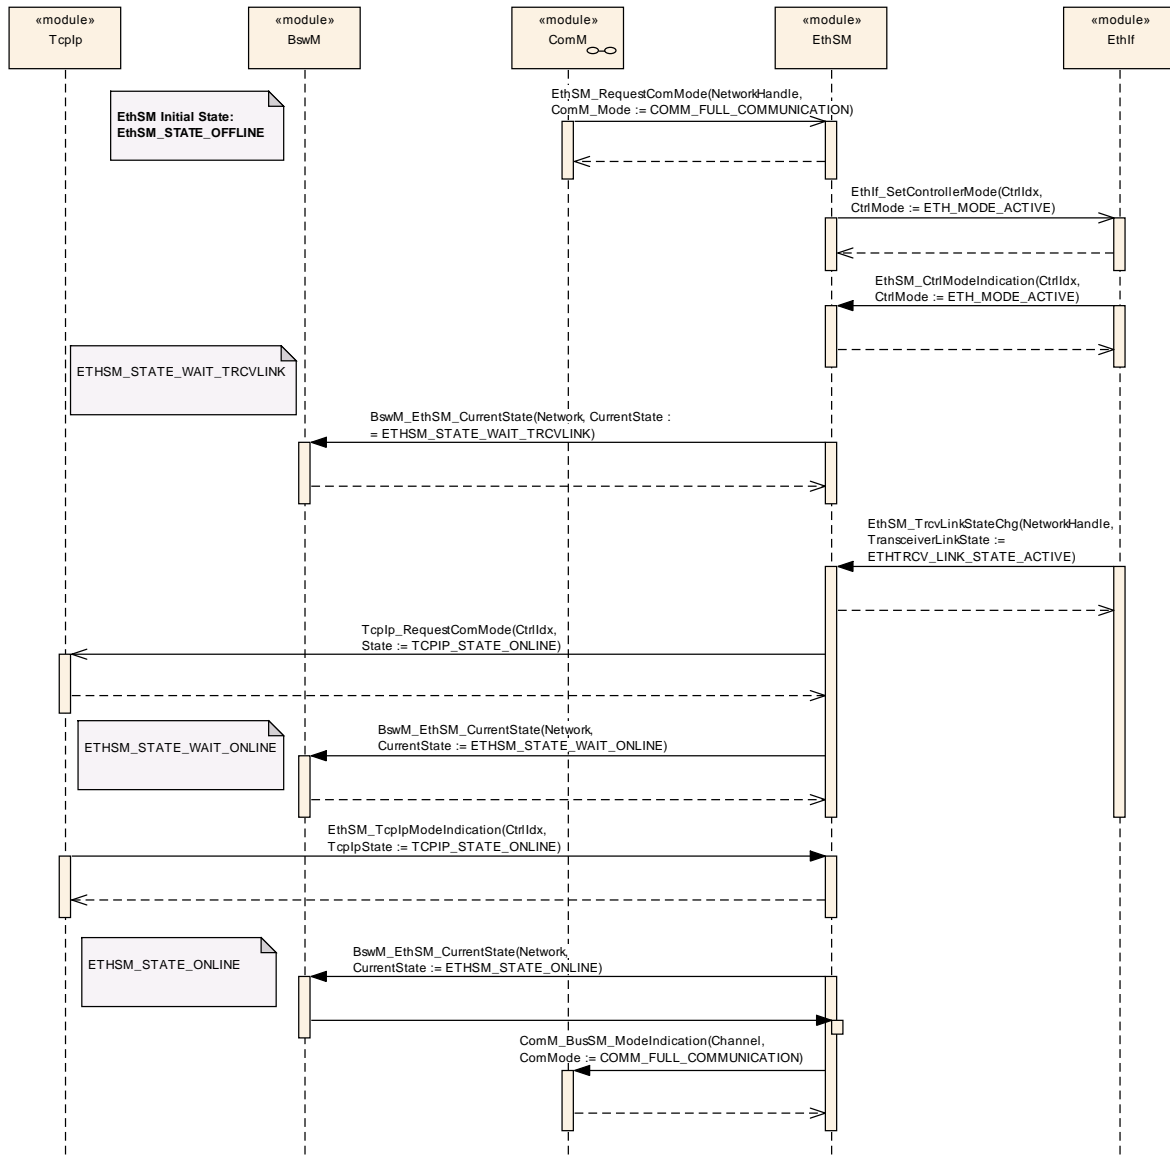 «module»
TcpIp
«module»
BswM
«module»
ComM
«module»
EthSM
«module»
EthIf
EthSM_RequestComMode(NetworkHandle,
ComM_Mode := COMM_FULL_COMMUNICATION)
EthSM Initial State:
EthSM_STATE_OFFLINE
EthIf_SetControllerMode(CtrlIdx,
CtrlMode := ETH_MODE_ACTIVE)
EthSM_CtrlModeIndication(CtrlIdx,
CtrlMode := ETH_MODE_ACTIVE)
ETHSM_STATE_WAIT_TRCVLINK
BswM_EthSM_CurrentState(Network, CurrentState :
= ETHSM_STATE_WAIT_TRCVLINK)
EthSM_TrcvLinkStateChg(NetworkHandle,
TransceiverLinkState :=
ETHTRCV_LINK_STATE_ACTIVE)
TcpIp_RequestComMode(CtrlIdx,
State := TCPIP_STATE_ONLINE)
ETHSM_STATE_WAIT_ONLINE
BswM_EthSM_CurrentState(Network,
CurrentState := ETHSM_STATE_WAIT_ONLINE)
EthSM_TcpIpModeIndication(CtrlIdx,
TcpIpState := TCPIP_STATE_ONLINE)
ETHSM_STATE_ONLINE
BswM_EthSM_CurrentState(Network,
CurrentState := ETHSM_STATE_ONLINE)
ComM_BusSM_ModeIndication(Channel,
ComMode := COMM_FULL_COMMUNICATION)